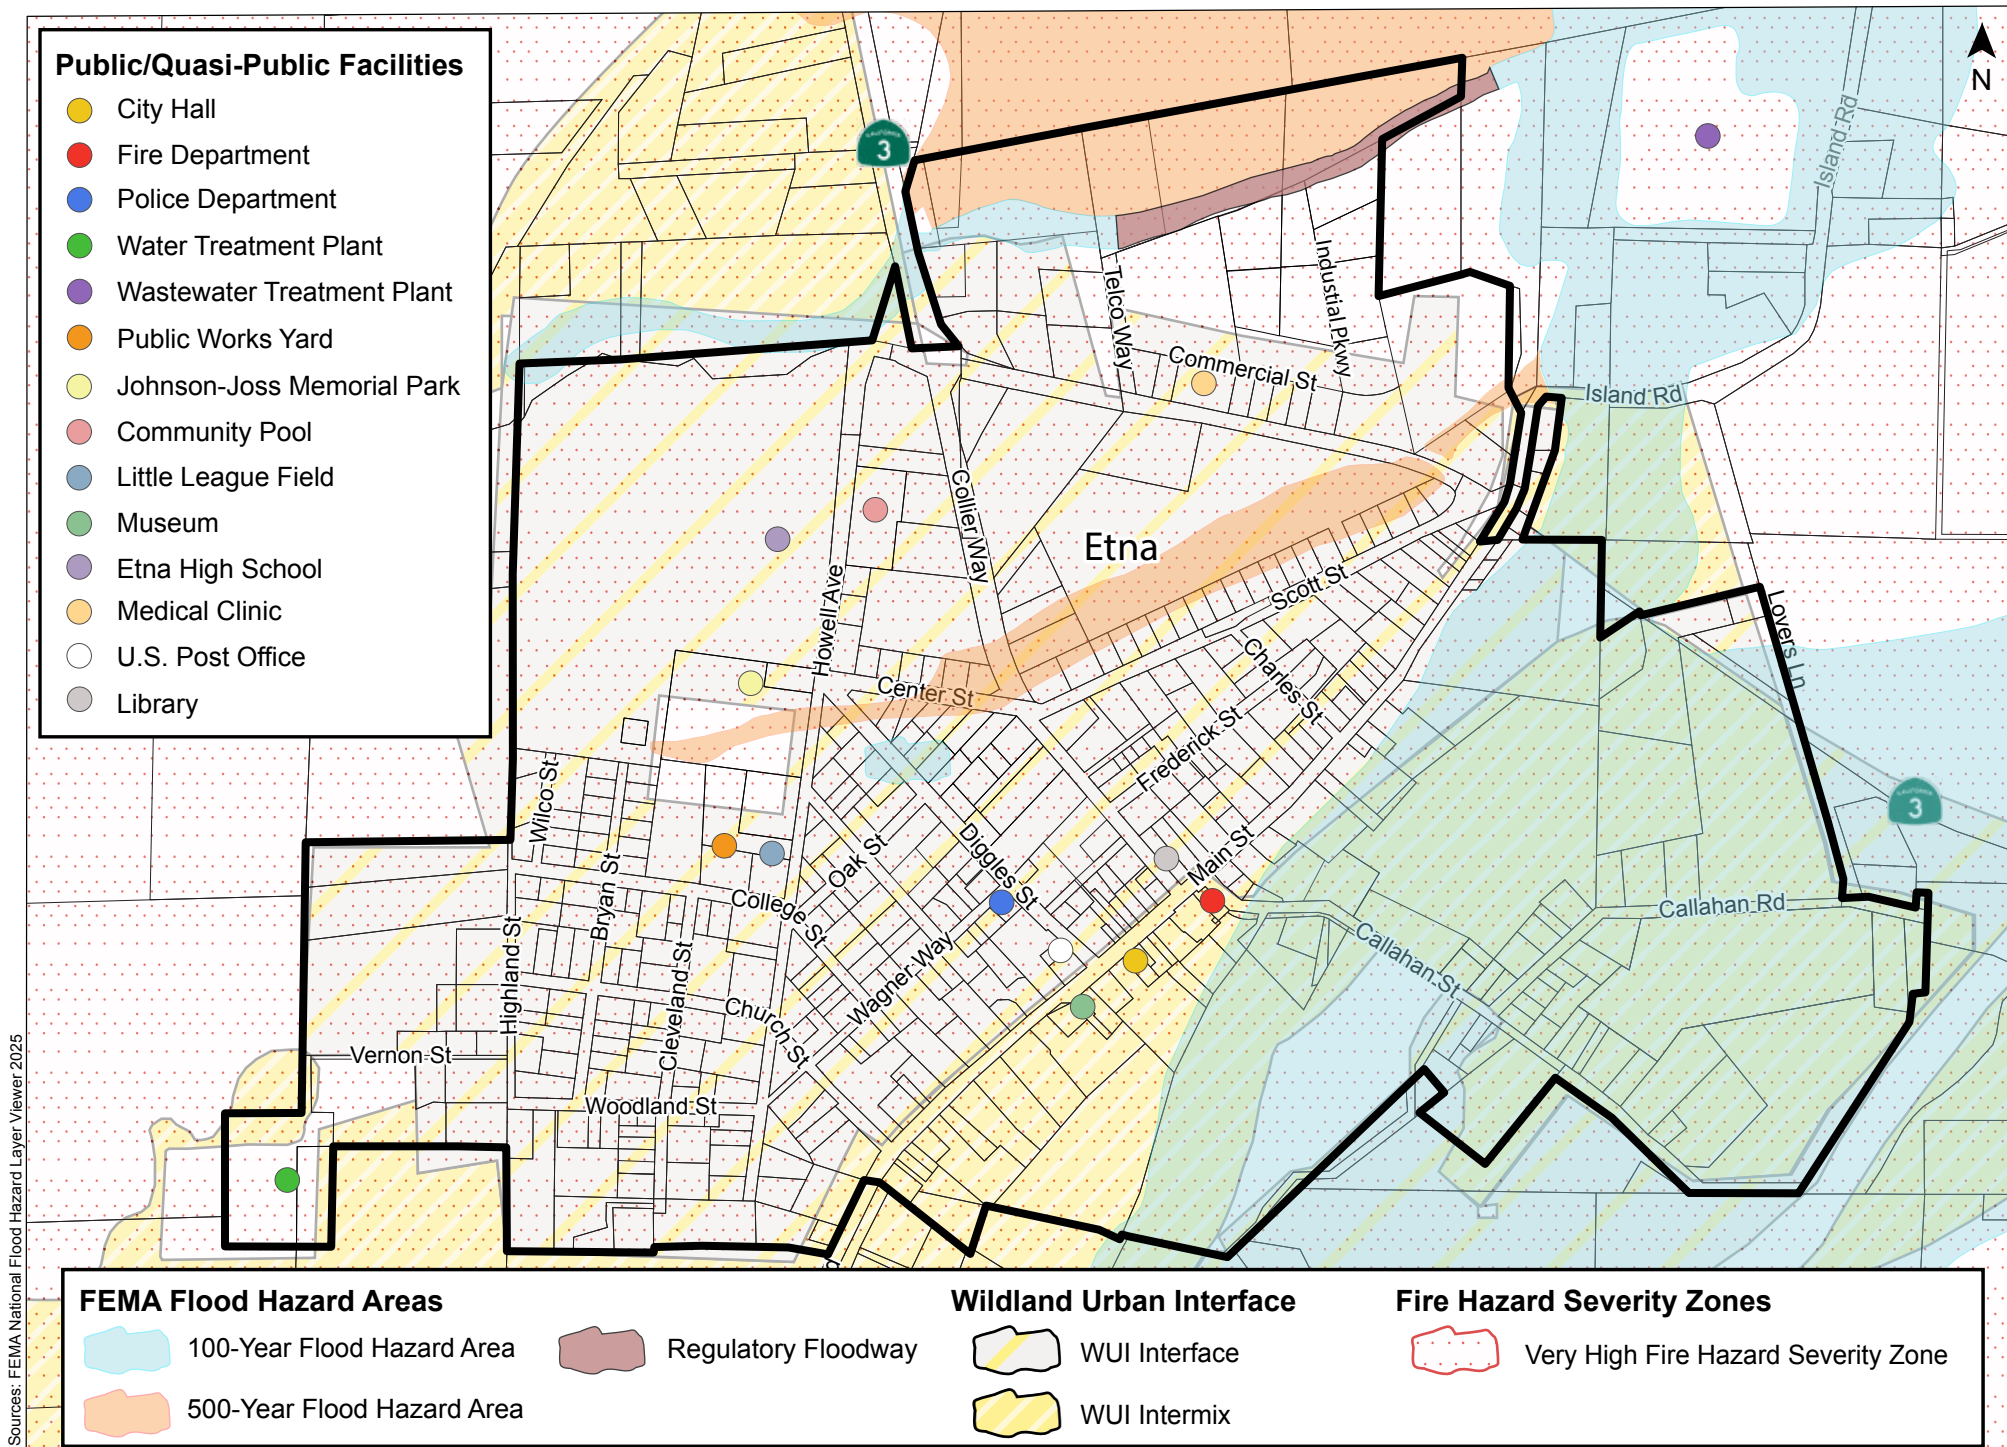 Public/Quasi-Public Facilities
City Hall
Fire Department
Police Department
Water Treatment Plant
Wastewater Treatment Plant
Public Works Yard
Johnson-Joss Memorial Park
Community Pool
Little League Field
Museum
Etna High School
Medical Clinic
U.S. Post Office
Library
N
CALIFORNIA
3
Island Rd
Telco Way
Industial Pkwy
Commercial St
Island Rd
Collier Way
Etna
Howell Ave
Scott St
Lovers Ln
Center St
Charles St
Frederick St
Wilco St
CALIFORNIA
3
Oak St
Diggles St
Main St
Bryan St
College St
Callahan Rd
Highland St
Cleveland St
Wagner Way
Callahan St
Church St
Vernon St
Woodland St
FEMA Flood Hazard Areas
100-Year Flood Hazard Area
500-Year Flood Hazard Area
Regulatory Floodway
Wildland Urban Interface
WUI Interface
WUI Intermix
Fire Hazard Severity Zones
Very High Fire Hazard Severity Zone
Sources: FEMA National Flood Hazard Layer Viewer 2025